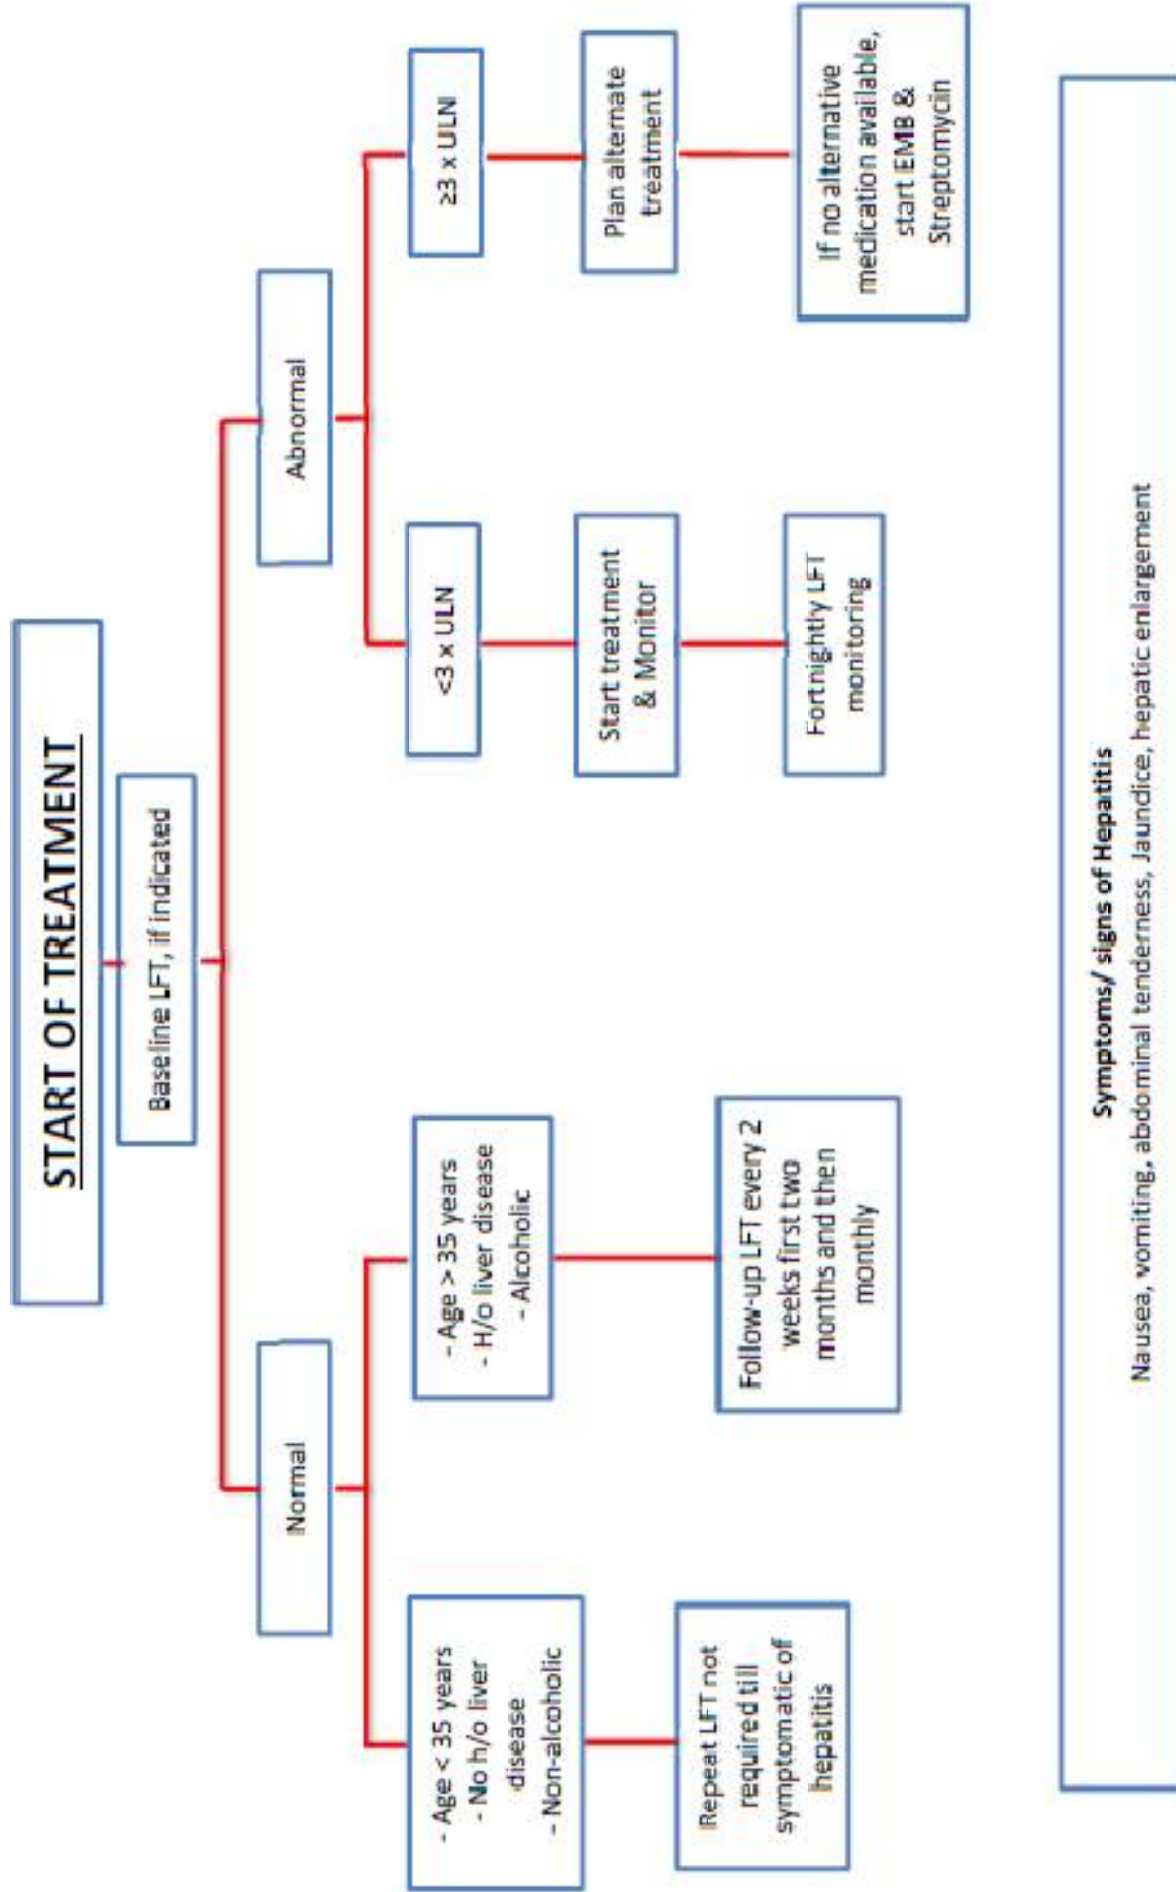 START OF TREATMENT
Baseline LFT, if indicated
Normal
Abnormal
- Age < 35 years
- No h/o liver
disease
- Non-alcoholic
- Age > 35 years
- H/o liver disease
- Alcoholic
<3 x ULN
≥3 x ULN
Repeat LFT not
required till
symptomatic of
hepatitis
Follow-up LFT every 2
weeks first two
months and then
monthly
Start treatment
& Monitor
Plan alternate
treatment
Fortnightly LFT
monitoring
If no alternative
medication available,
start EMB &
Streptomycin
Symptoms/ signs of Hepatitis
Nausea, vomiting, abdominal tenderness, Jaundice, hepatic enlargement